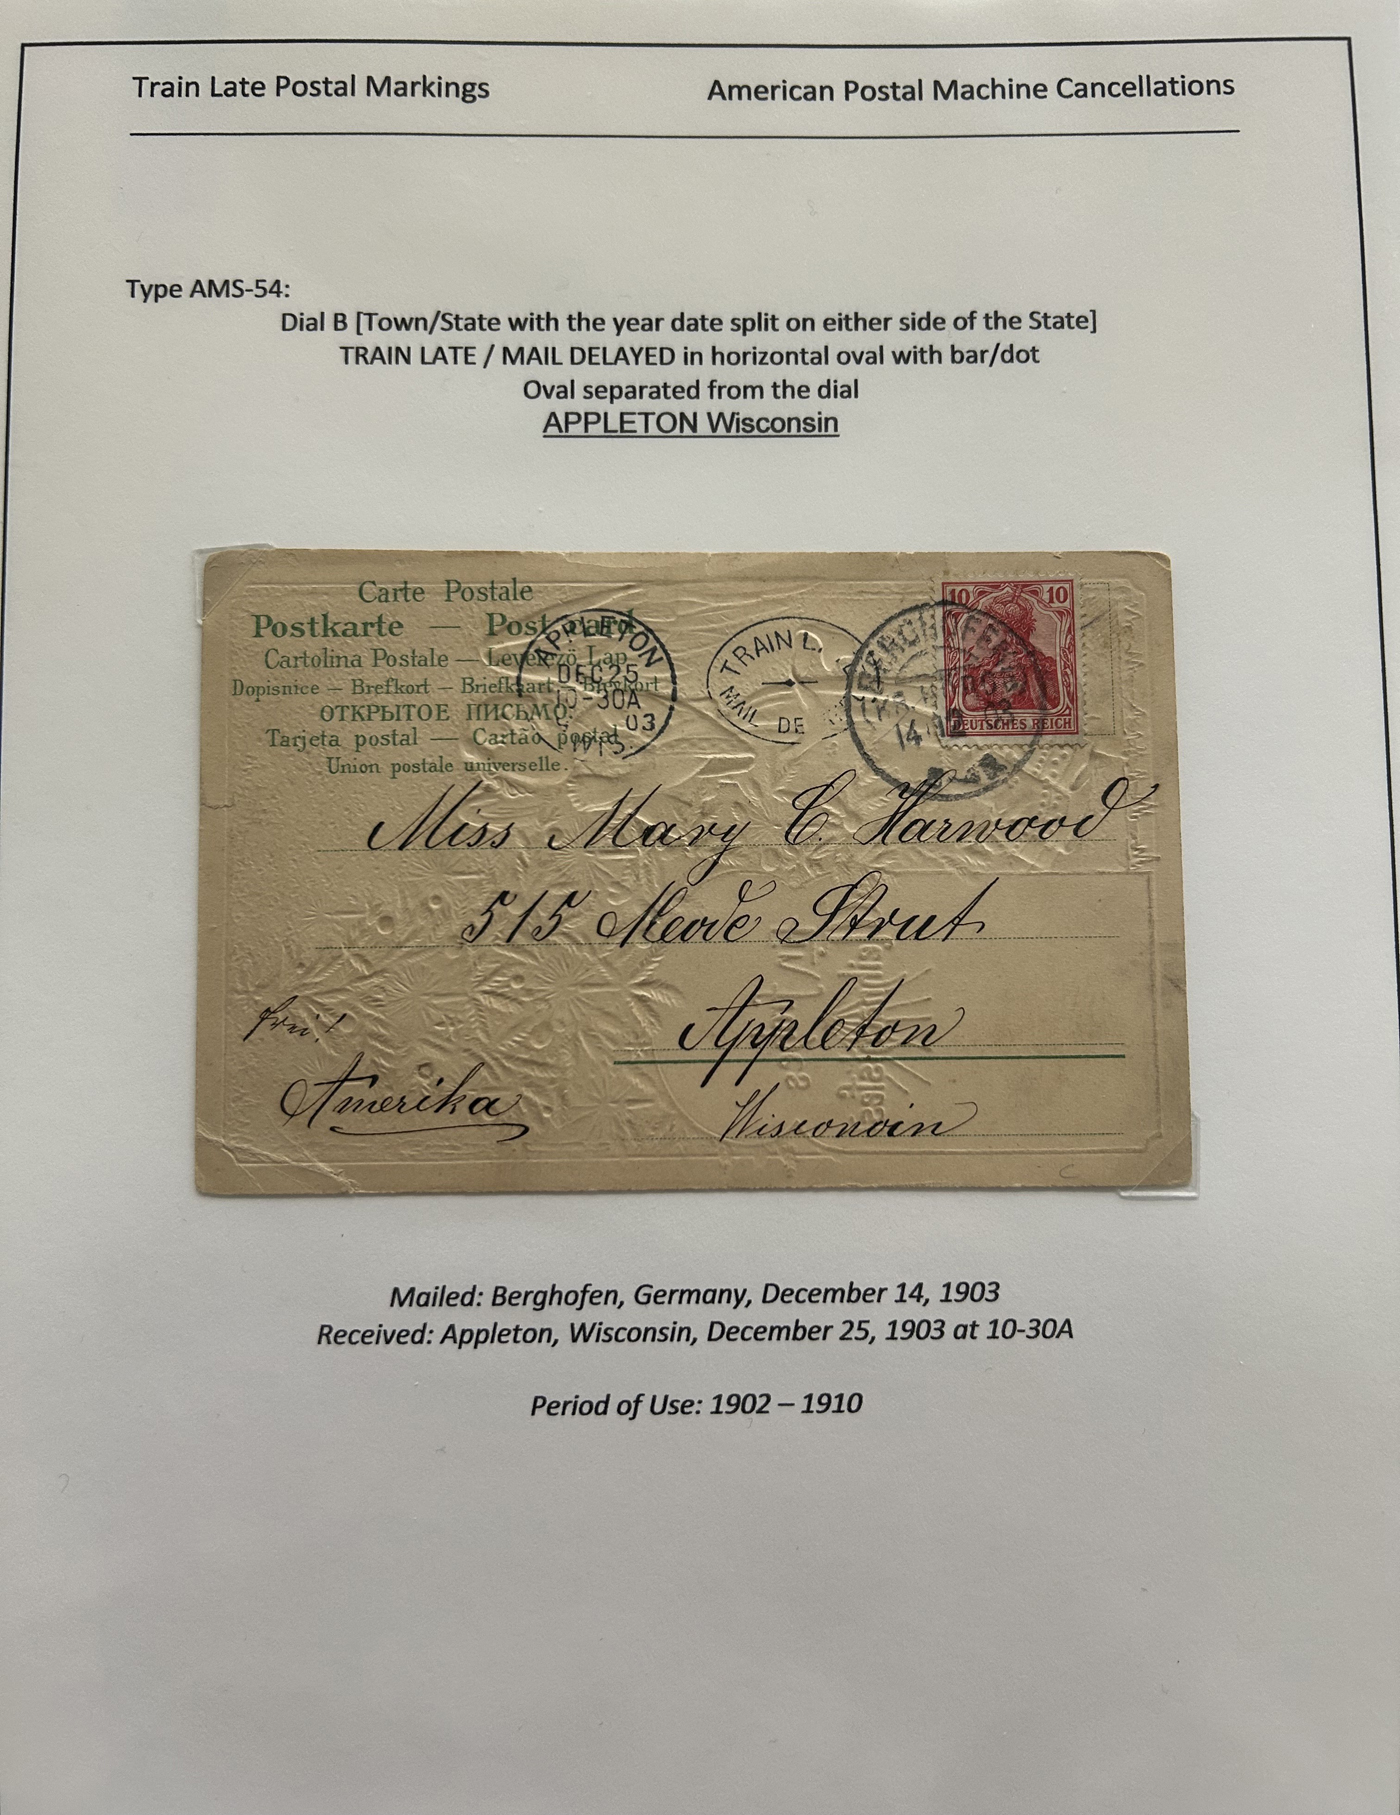 Train Late Postal Markings
American Postal Machine Cancellations
Type AMS-54:
Dial B [Town/State with the year date split on either side of the State]
TRAIN LATE / MAIL DELAYED in horizontal oval with bar/dot
Oval separated from the dial
APPLETON Wisconsin
Carte Postale
Postkarte — Post card
Cartolina Postale — Levelező Lap
Dopisnice — Brefkort — Briefkaart
ОТКРЫТОЕ ПИСЬМО.
Tarjeta postal — Cartão postal
Union postale universelle.
APPLETON
DEC 25
10-30A
03
WIS.
TRAIN L
MAIL DE
10 10
DEUTSCHES REICH
14
Miss Mary C. Harwood
515 Meade Street
Appleton
Wisconsin
frei!
Amerika
Mailed: Berghofen, Germany, December 14, 1903
Received: Appleton, Wisconsin, December 25, 1903 at 10-30A
Period of Use: 1902 – 1910